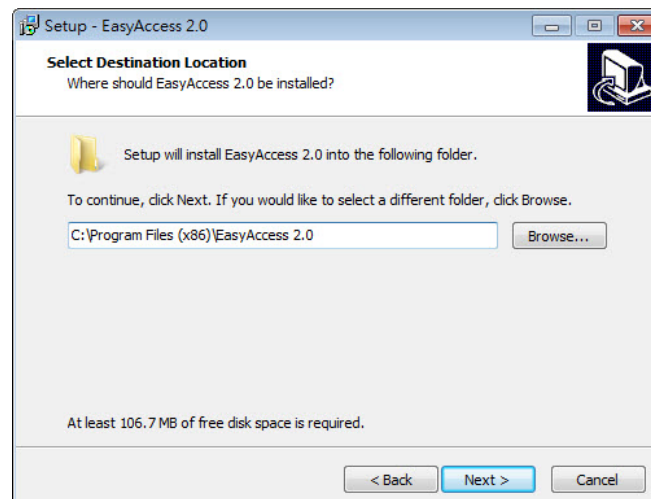 Setup - EasyAccess 2.0
Select Destination Location
Where should EasyAccess 2.0 be installed?
Setup will install EasyAccess 2.0 into the following folder.
To continue, click Next. If you would like to select a different folder, click Browse.
C:\Program Files (x86)\EasyAccess 2.0
Browse...
At least 106.7 MB of free disk space is required.
< Back
Next >
Cancel